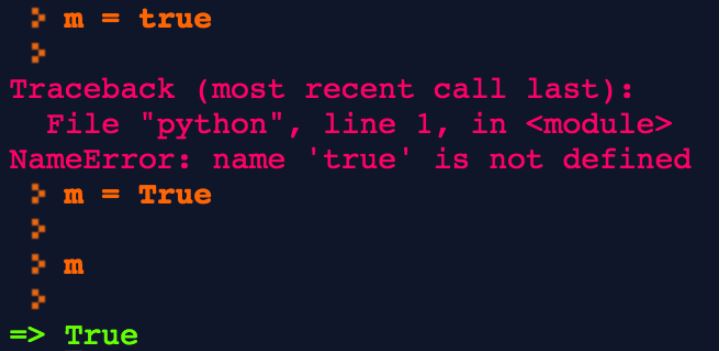 > m = true
>
Traceback (most recent call last):
  File "python", line 1, in <module>
NameError: name 'true' is not defined
> m = True
>
> m
>
=> True